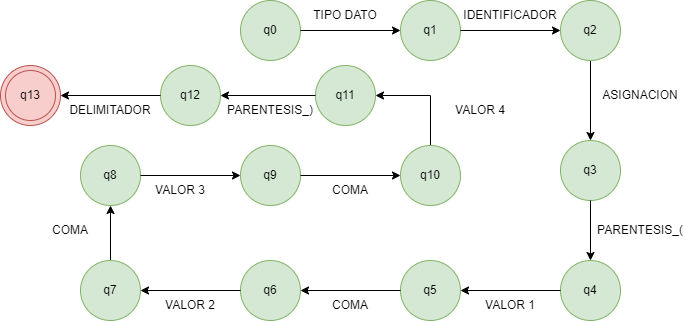 q0
TIPO DATO
q1
IDENTIFICADOR
q2
ASIGNACION
q3
PARENTESIS_(
q4
VALOR 1
q5
COMA
q6
VALOR 2
q7
COMA
q8
VALOR 3
q9
COMA
q10
VALOR 4
q11
PARENTESIS_)
q12
DELIMITADOR
q13